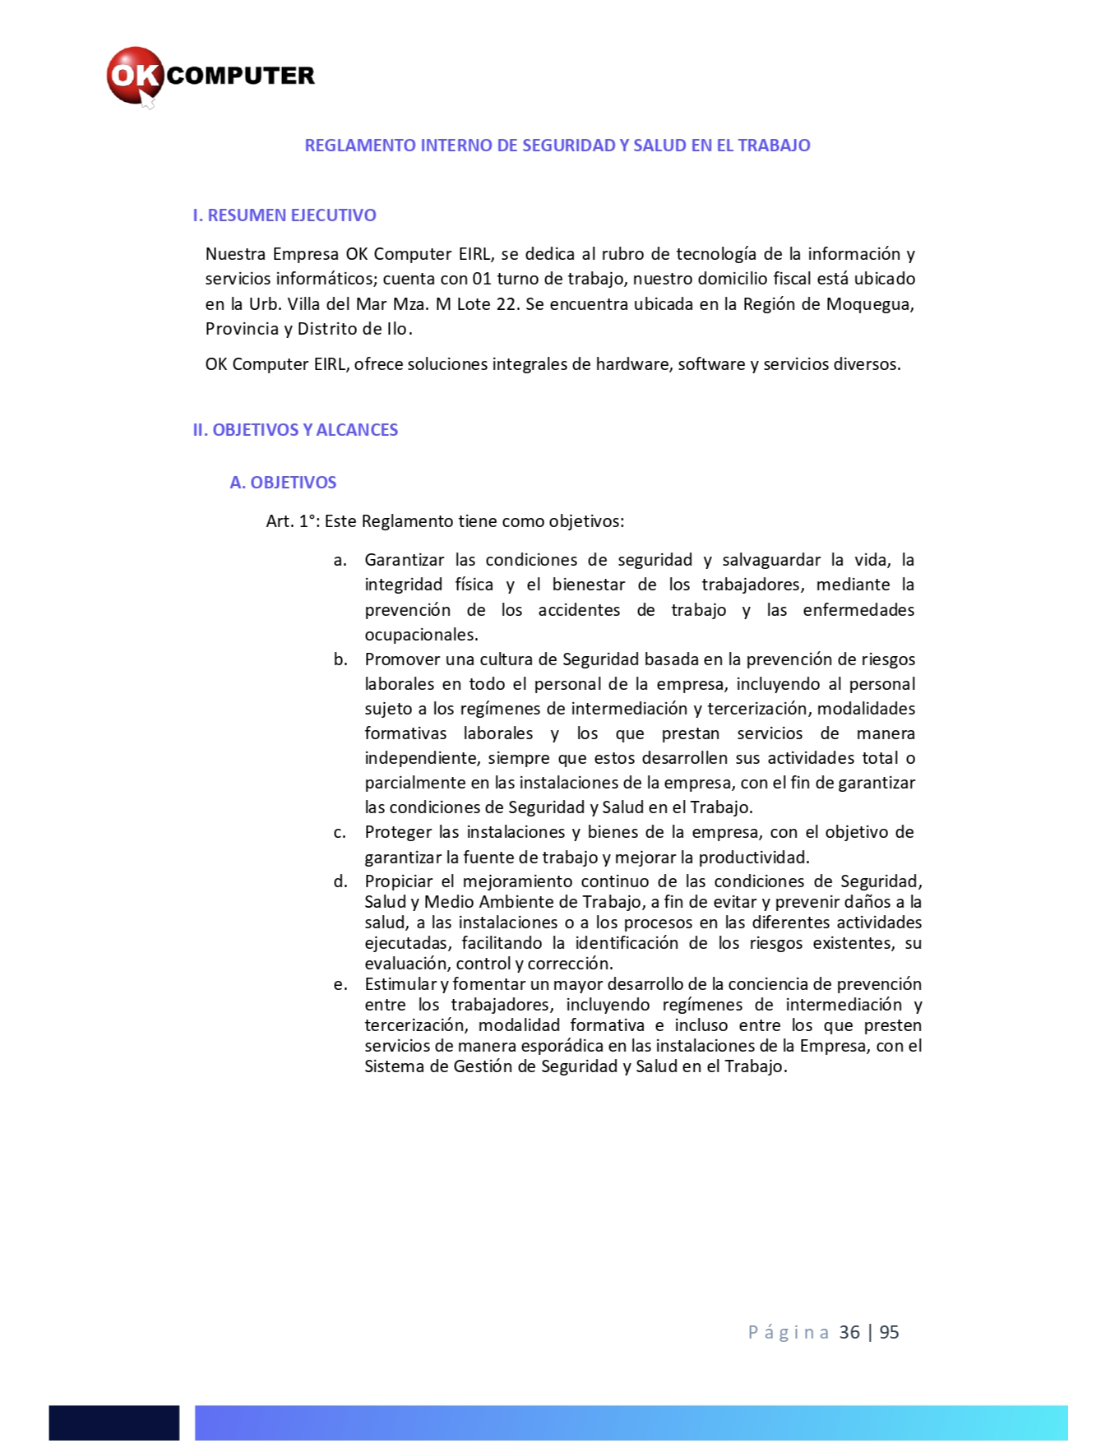 OK COMPUTER
REGLAMENTO INTERNO DE SEGURIDAD Y SALUD EN EL TRABAJO
I. RESUMEN EJECUTIVO
Nuestra Empresa OK Computer EIRL, se dedica al rubro de tecnología de la información y
servicios informáticos; cuenta con 01 turno de trabajo, nuestro domicilio fiscal está ubicado
en la Urb. Villa del Mar Mza. M Lote 22. Se encuentra ubicada en la Región de Moquegua,
Provincia y Distrito de Ilo.
OK Computer EIRL, ofrece soluciones integrales de hardware, software y servicios diversos.
II. OBJETIVOS Y ALCANCES
A. OBJETIVOS
Art. 1°: Este Reglamento tiene como objetivos:
a. Garantizar las condiciones de seguridad y salvaguardar la vida, la
integridad física y el bienestar de los trabajadores, mediante la
prevención de los accidentes de trabajo y las enfermedades
ocupacionales.
b. Promover una cultura de Seguridad basada en la prevención de riesgos
laborales en todo el personal de la empresa, incluyendo al personal
sujeto a los regímenes de intermediación y tercerización, modalidades
formativas laborales y los que prestan servicios de manera
independiente, siempre que estos desarrollen sus actividades total o
parcialmente en las instalaciones de la empresa, con el fin de garantizar
las condiciones de Seguridad y Salud en el Trabajo.
c. Proteger las instalaciones y bienes de la empresa, con el objetivo de
garantizar la fuente de trabajo y mejorar la productividad.
d. Propiciar el mejoramiento continuo de las condiciones de Seguridad,
Salud y Medio Ambiente de Trabajo, a fin de evitar y prevenir daños a la
salud, a las instalaciones o a los procesos en las diferentes actividades
ejecutadas, facilitando la identificación de los riesgos existentes, su
evaluación, control y corrección.
e. Estimular y fomentar un mayor desarrollo de la conciencia de prevención
entre los trabajadores, incluyendo regímenes de intermediación y
tercerización, modalidad formativa e incluso entre los que presten
servicios de manera esporádica en las instalaciones de la Empresa, con el
Sistema de Gestión de Seguridad y Salud en el Trabajo.
Página 36 | 95